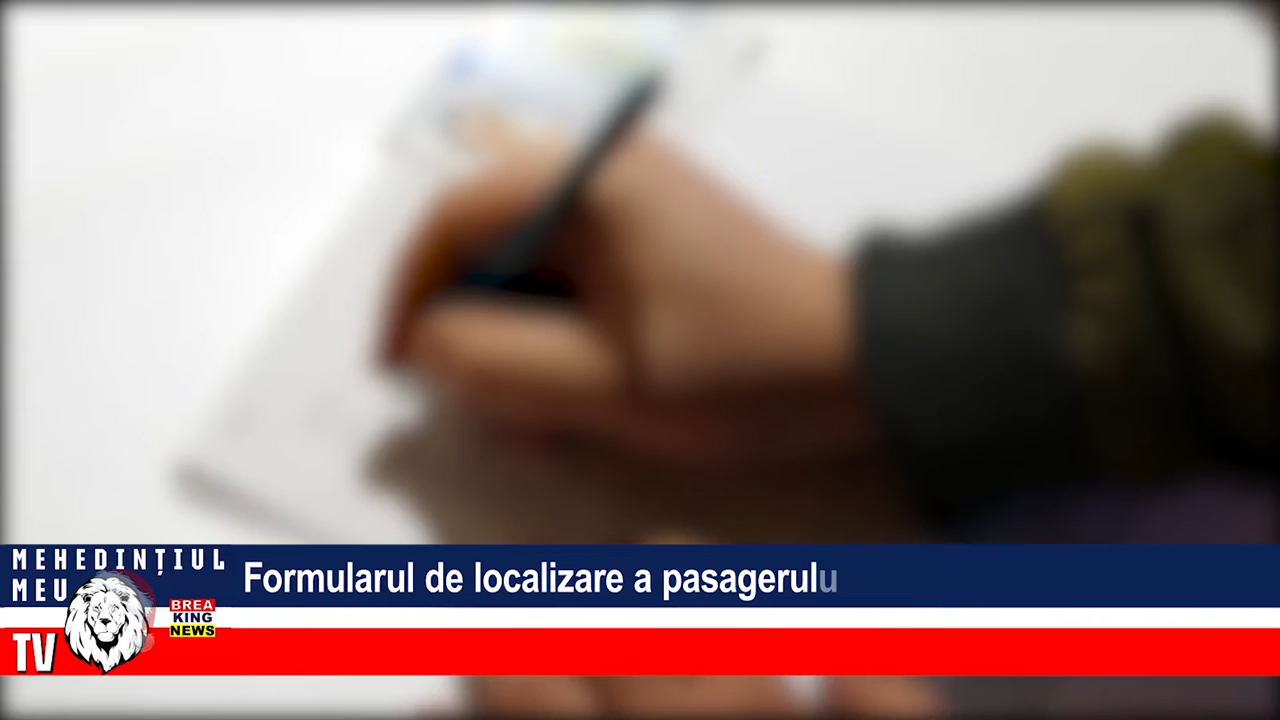 MEHEDINȚIUL
MEU
TV
BREA
KING
NEWS
Formularul de localizare a pasagerulu